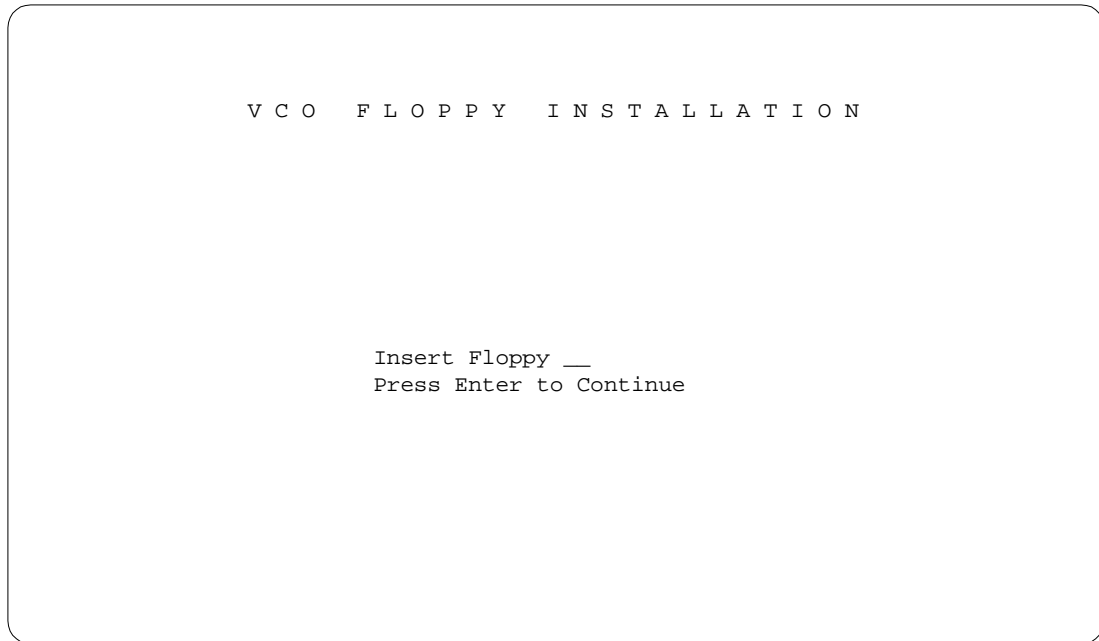 V C O   F L O P P Y   I N S T A L L A T I O N
Insert Floppy __
Press Enter to Continue